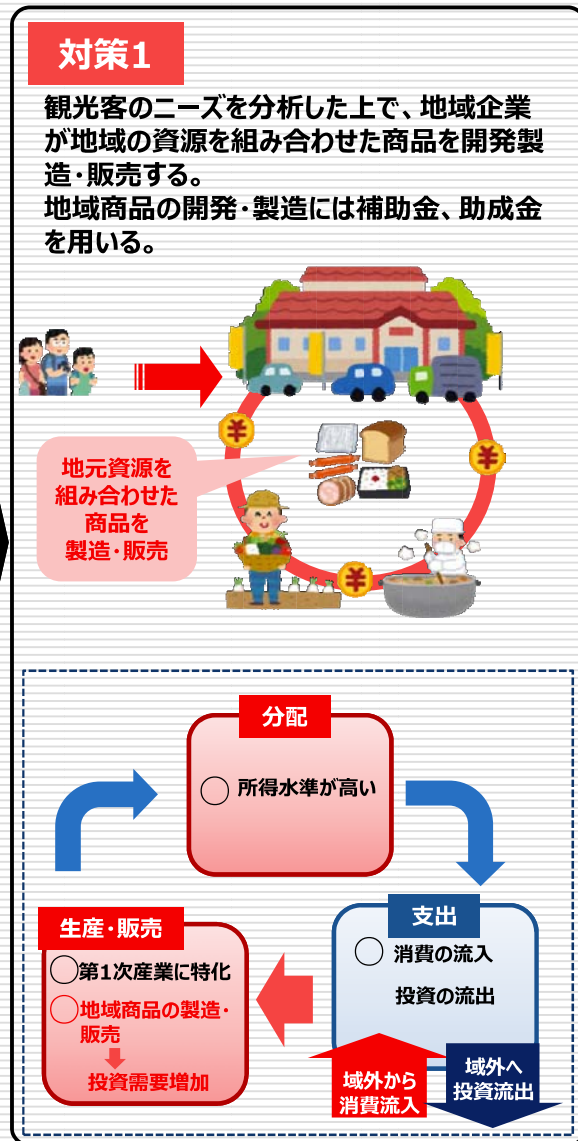 対策1
観光客のニーズを分析した上で、地域企業
が地域の資源を組み合わせた商品を開発製
造・販売する。
地域商品の開発・製造には補助金、助成金
を用いる。
¥
¥
¥
地元資源を
組み合わせた
商品を
製造・販売
分配
○ 所得水準が高い
支出
○ 消費の流入
投資の流出
生産・販売
○第1次産業に特化
○地域商品の製造・
販売
投資需要増加
域外から
消費流入
域外へ
投資流出